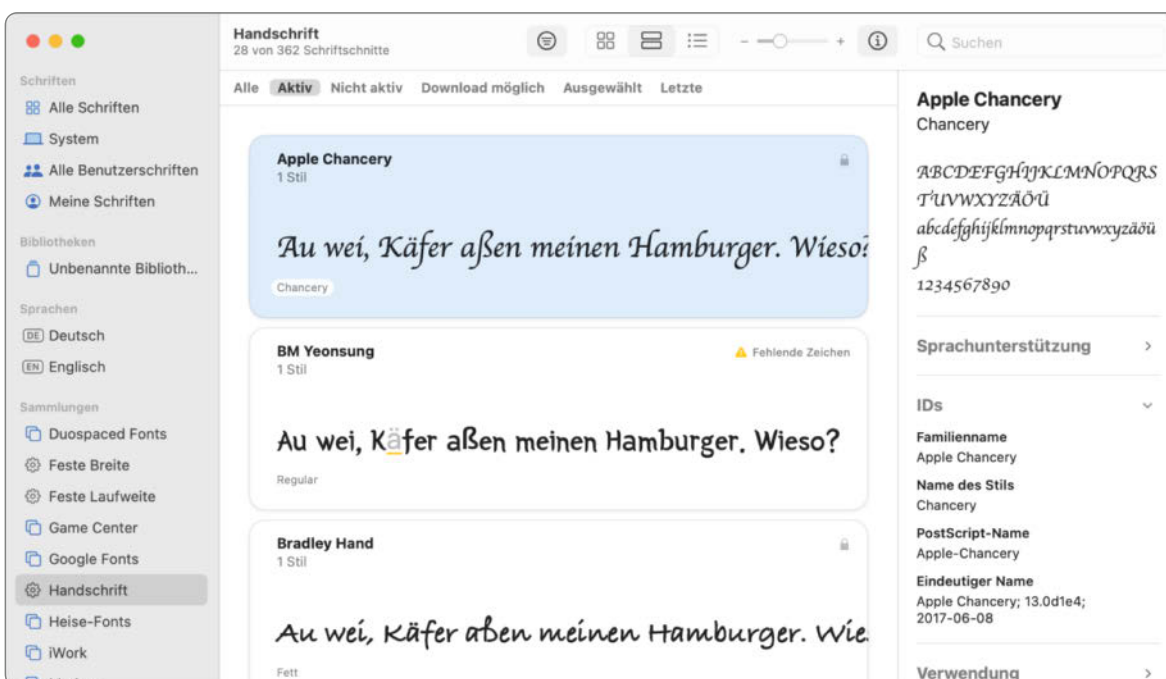 Handschrift
28 von 362 Schriftschnitte
- +
Suchen
Schriften
Alle Schriften
System
Alle Benutzerschriften
Meine Schriften
Bibliotheken
Unbenannte Biblioth...
Sprachen
DE Deutsch
EN Englisch
Sammlungen
Duospaced Fonts
Feste Breite
Feste Laufweite
Game Center
Google Fonts
Handschrift
Heise-Fonts
iWork
Alle Aktiv Nicht aktiv Download möglich Ausgewählt Letzte
Apple Chancery
1 Stil
Au wei, Käfer aßen meinen Hamburger. Wieso?
Chancery
BM Yeonsung
1 Stil
Fehlende Zeichen
Au wei, Käfer aßen meinen Hamburger. Wieso?
Regular
Bradley Hand
1 Stil
Au wei, Käfer aßen meinen Hamburger. Wie
Fett
Apple Chancery
Chancery
ABCDEFGHIJKLMNOPQRS
TUVWXYZÄÖÜ
abcdefghijklmnopqrstuvwxyzäöü
ß
1234567890
Sprachunterstützung
IDs
Familienname
Apple Chancery
Name des Stils
Chancery
PostScript-Name
Apple-Chancery
Eindeutiger Name
Apple Chancery; 13.0d1e4;
2017-06-08
Verwendung